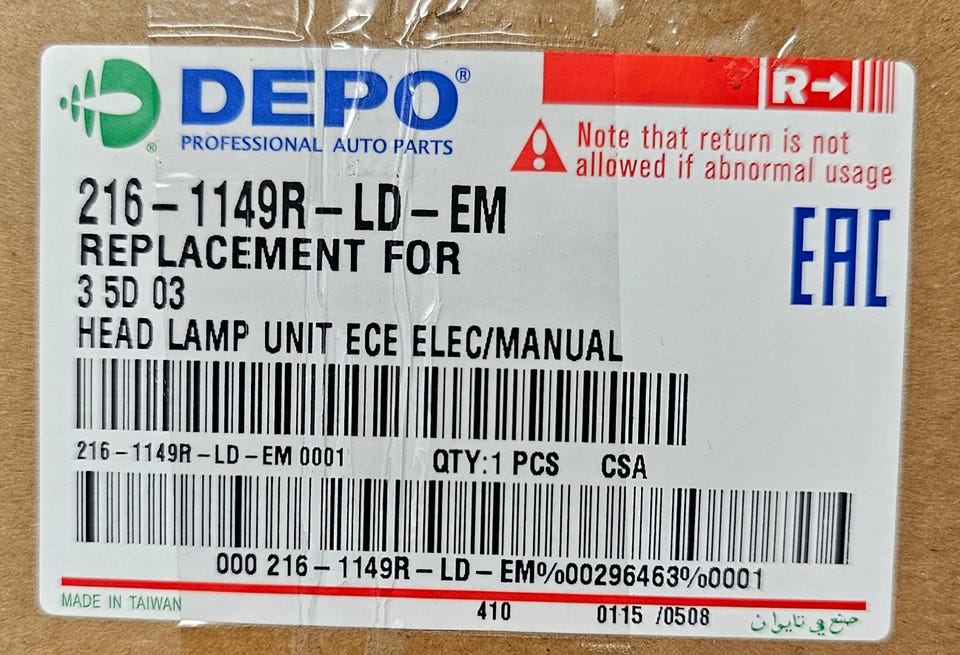 DEPO®
PROFESSIONAL AUTO PARTS
®
R→
Note that return is not
allowed if abnormal usage
216-1149R-LD-EM
REPLACEMENT FOR
3 5D 03
HEAD LAMP UNIT ECE ELEC/MANUAL
EAC
216-1149R-LD-EM 0001 QTY:1 PCS CSA
000 216-1149R-LD-EM%00296463%0001
MADE IN TAIWAN 410 0115 /0508 صنع في تايوان